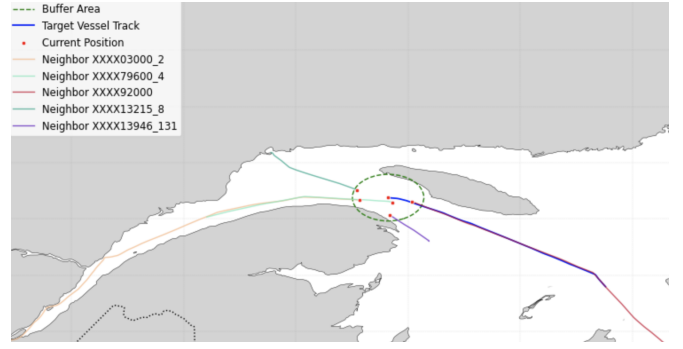 Buffer Area
Target Vessel Track
Current Position
Neighbor XXXX03000_2
Neighbor XXXX79600_4
Neighbor XXXX92000
Neighbor XXXX13215_8
Neighbor XXXX13946_131